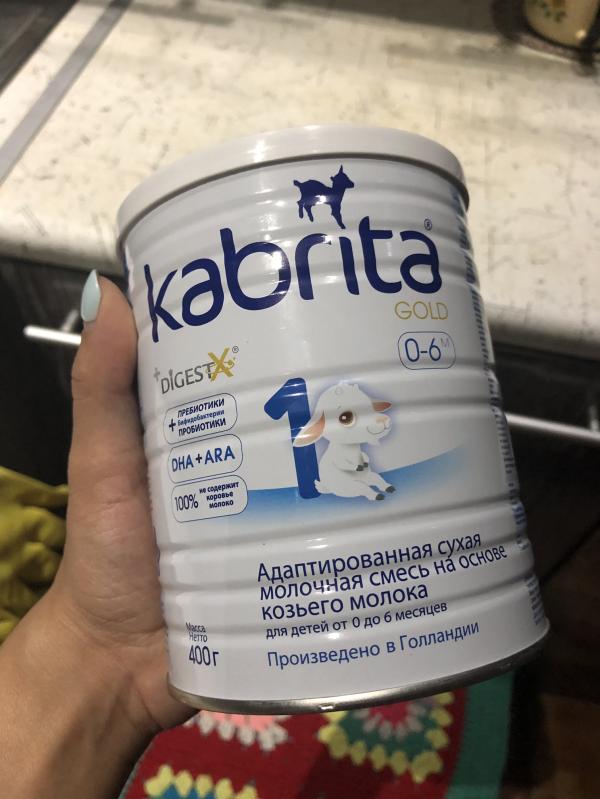 kabrita®
GOLD
0-6 м
+DIGESTX®
+ ПРЕБИОТИКИ
Бифидобактерии
ПРОБИОТИКИ
DHA + ARA
100% не содержит
коровье
молоко
1
Адаптированная сухая
молочная смесь на основе
козьего молока
для детей от 0 до 6 месяцев
Произведено в Голландии
Масса
Нетто
400г